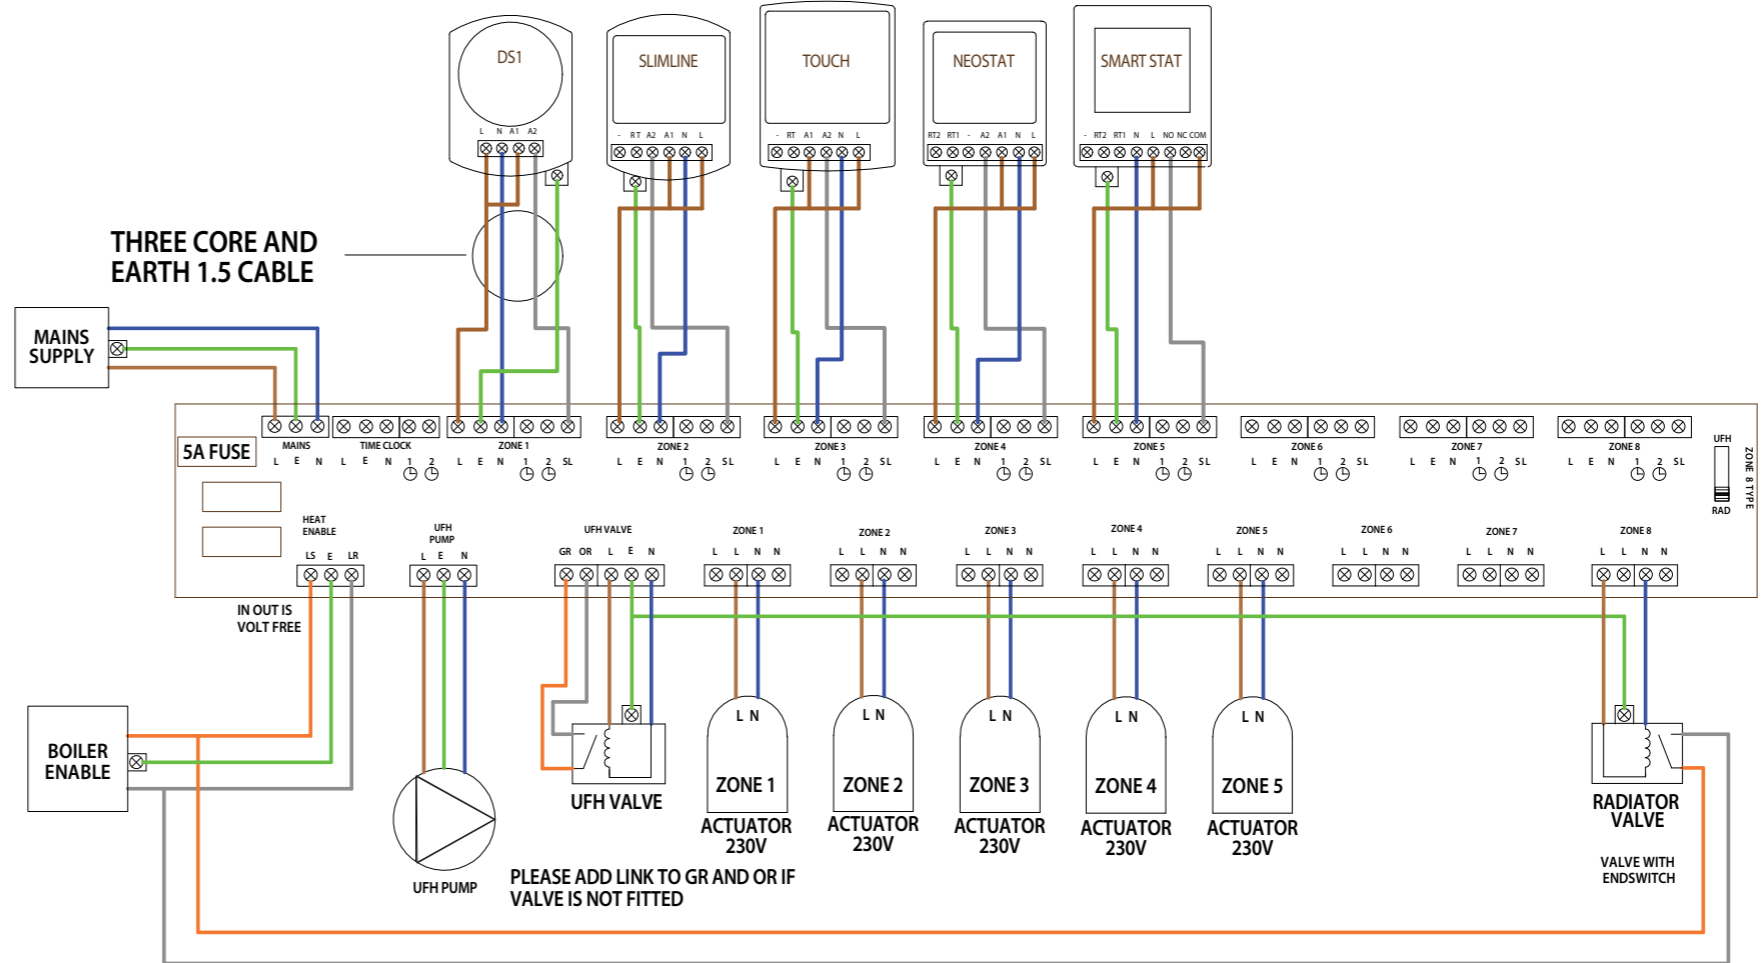 DS1
SLIMLINE
TOUCH
NEOSTAT
SMART STAT
L N A1 A2
- RT A2 A1 N L
- RT A1 A2 N L
RT2 RT1 - A2 A1 N L
- RT2 RT1 N L NO NC COM
THREE CORE AND
EARTH 1.5 CABLE
MAINS
SUPPLY
5A FUSE
MAINS
L E N
TIME CLOCK
L E N 1 2
ZONE 1
L E N 1 2 SL
ZONE 2
L E N 1 2 SL
ZONE 3
L E N 1 2 SL
ZONE 4
L E N 1 2 SL
ZONE 5
L E N 1 2 SL
ZONE 6
L E N 1 2 SL
ZONE 7
L E N 1 2 SL
ZONE 8
L E N 1 2 SL
UFH
RAD
ZONE 8 TYPE
HEAT
ENABLE
LS E LR
UFH
PUMP
L E N
UFH VALVE
GR OR L E N
ZONE 1
L L N N
ZONE 2
L L N N
ZONE 3
L L N N
ZONE 4
L L N N
ZONE 5
L L N N
ZONE 6
L L N N
ZONE 7
L L N N
ZONE 8
L L N N
IN OUT IS
VOLT FREE
BOILER
ENABLE
UFH PUMP
UFH VALVE
L N
ZONE 1
ACTUATOR
230V
L N
ZONE 2
ACTUATOR
230V
L N
ZONE 3
ACTUATOR
230V
L N
ZONE 4
ACTUATOR
230V
L N
ZONE 5
ACTUATOR
230V
RADIATOR
VALVE
VALVE WITH
ENDSWITCH
PLEASE ADD LINK TO GR AND OR IF
VALVE IS NOT FITTED